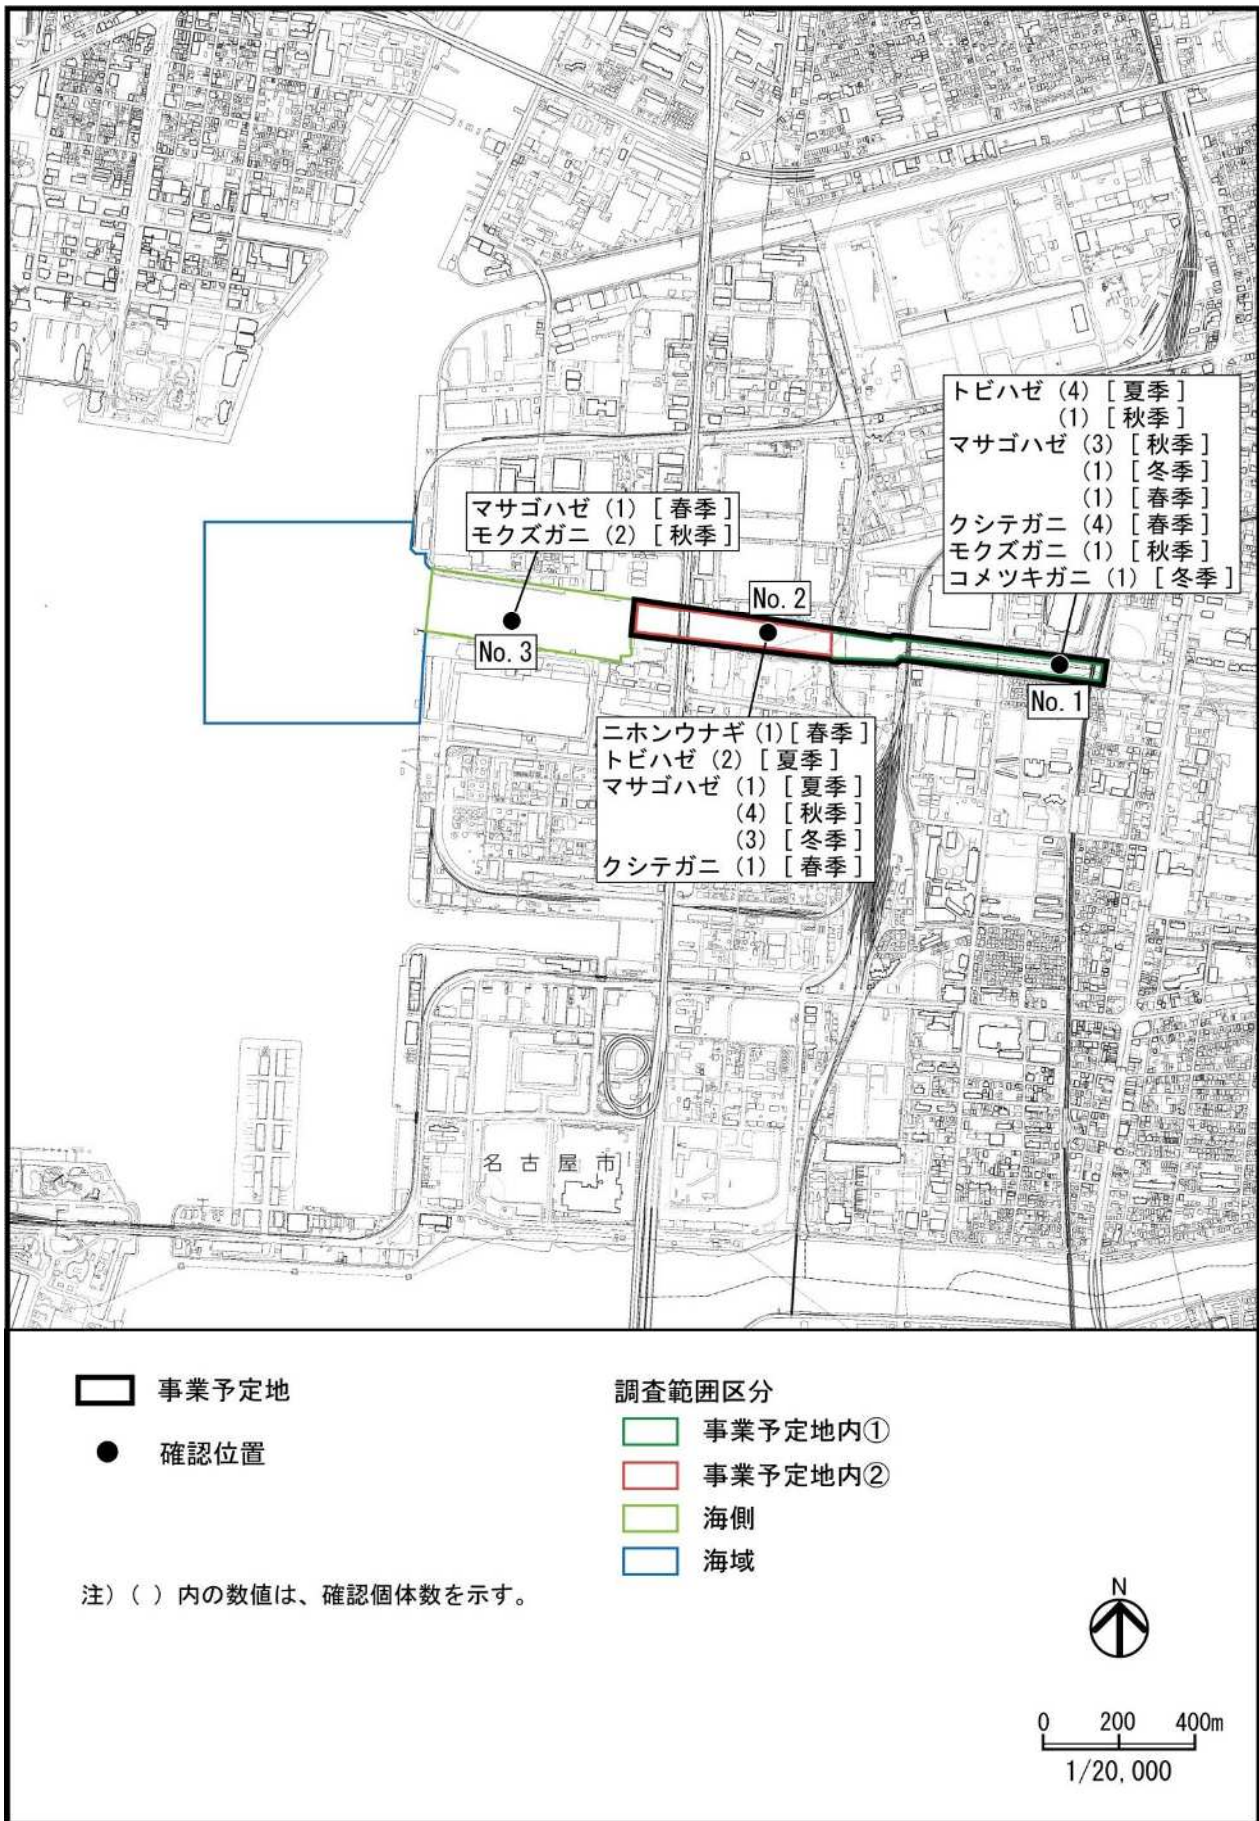 トビハゼ (4) [ 夏季 ]
(1) [ 秋季 ]
マサゴハゼ (3) [ 秋季 ]
(1) [ 冬季 ]
(1) [ 春季 ]
クシテガニ (4) [ 春季 ]
モクズガニ (1) [ 秋季 ]
コメツキガニ (1) [ 冬季 ]
マサゴハゼ (1) [ 春季 ]
モクズガニ (2) [ 秋季 ]
No. 2
No. 3
No. 1
ニホンウナギ (1) [ 春季 ]
トビハゼ (2) [ 夏季 ]
マサゴハゼ (1) [ 夏季 ]
(4) [ 秋季 ]
(3) [ 冬季 ]
クシテガニ (1) [ 春季 ]
名古屋市
事業予定地
確認位置
調査範囲区分
事業予定地内①
事業予定地内②
海側
海域
注) ( ) 内の数値は、確認個体数を示す。
N
0 200 400m
1/20,000